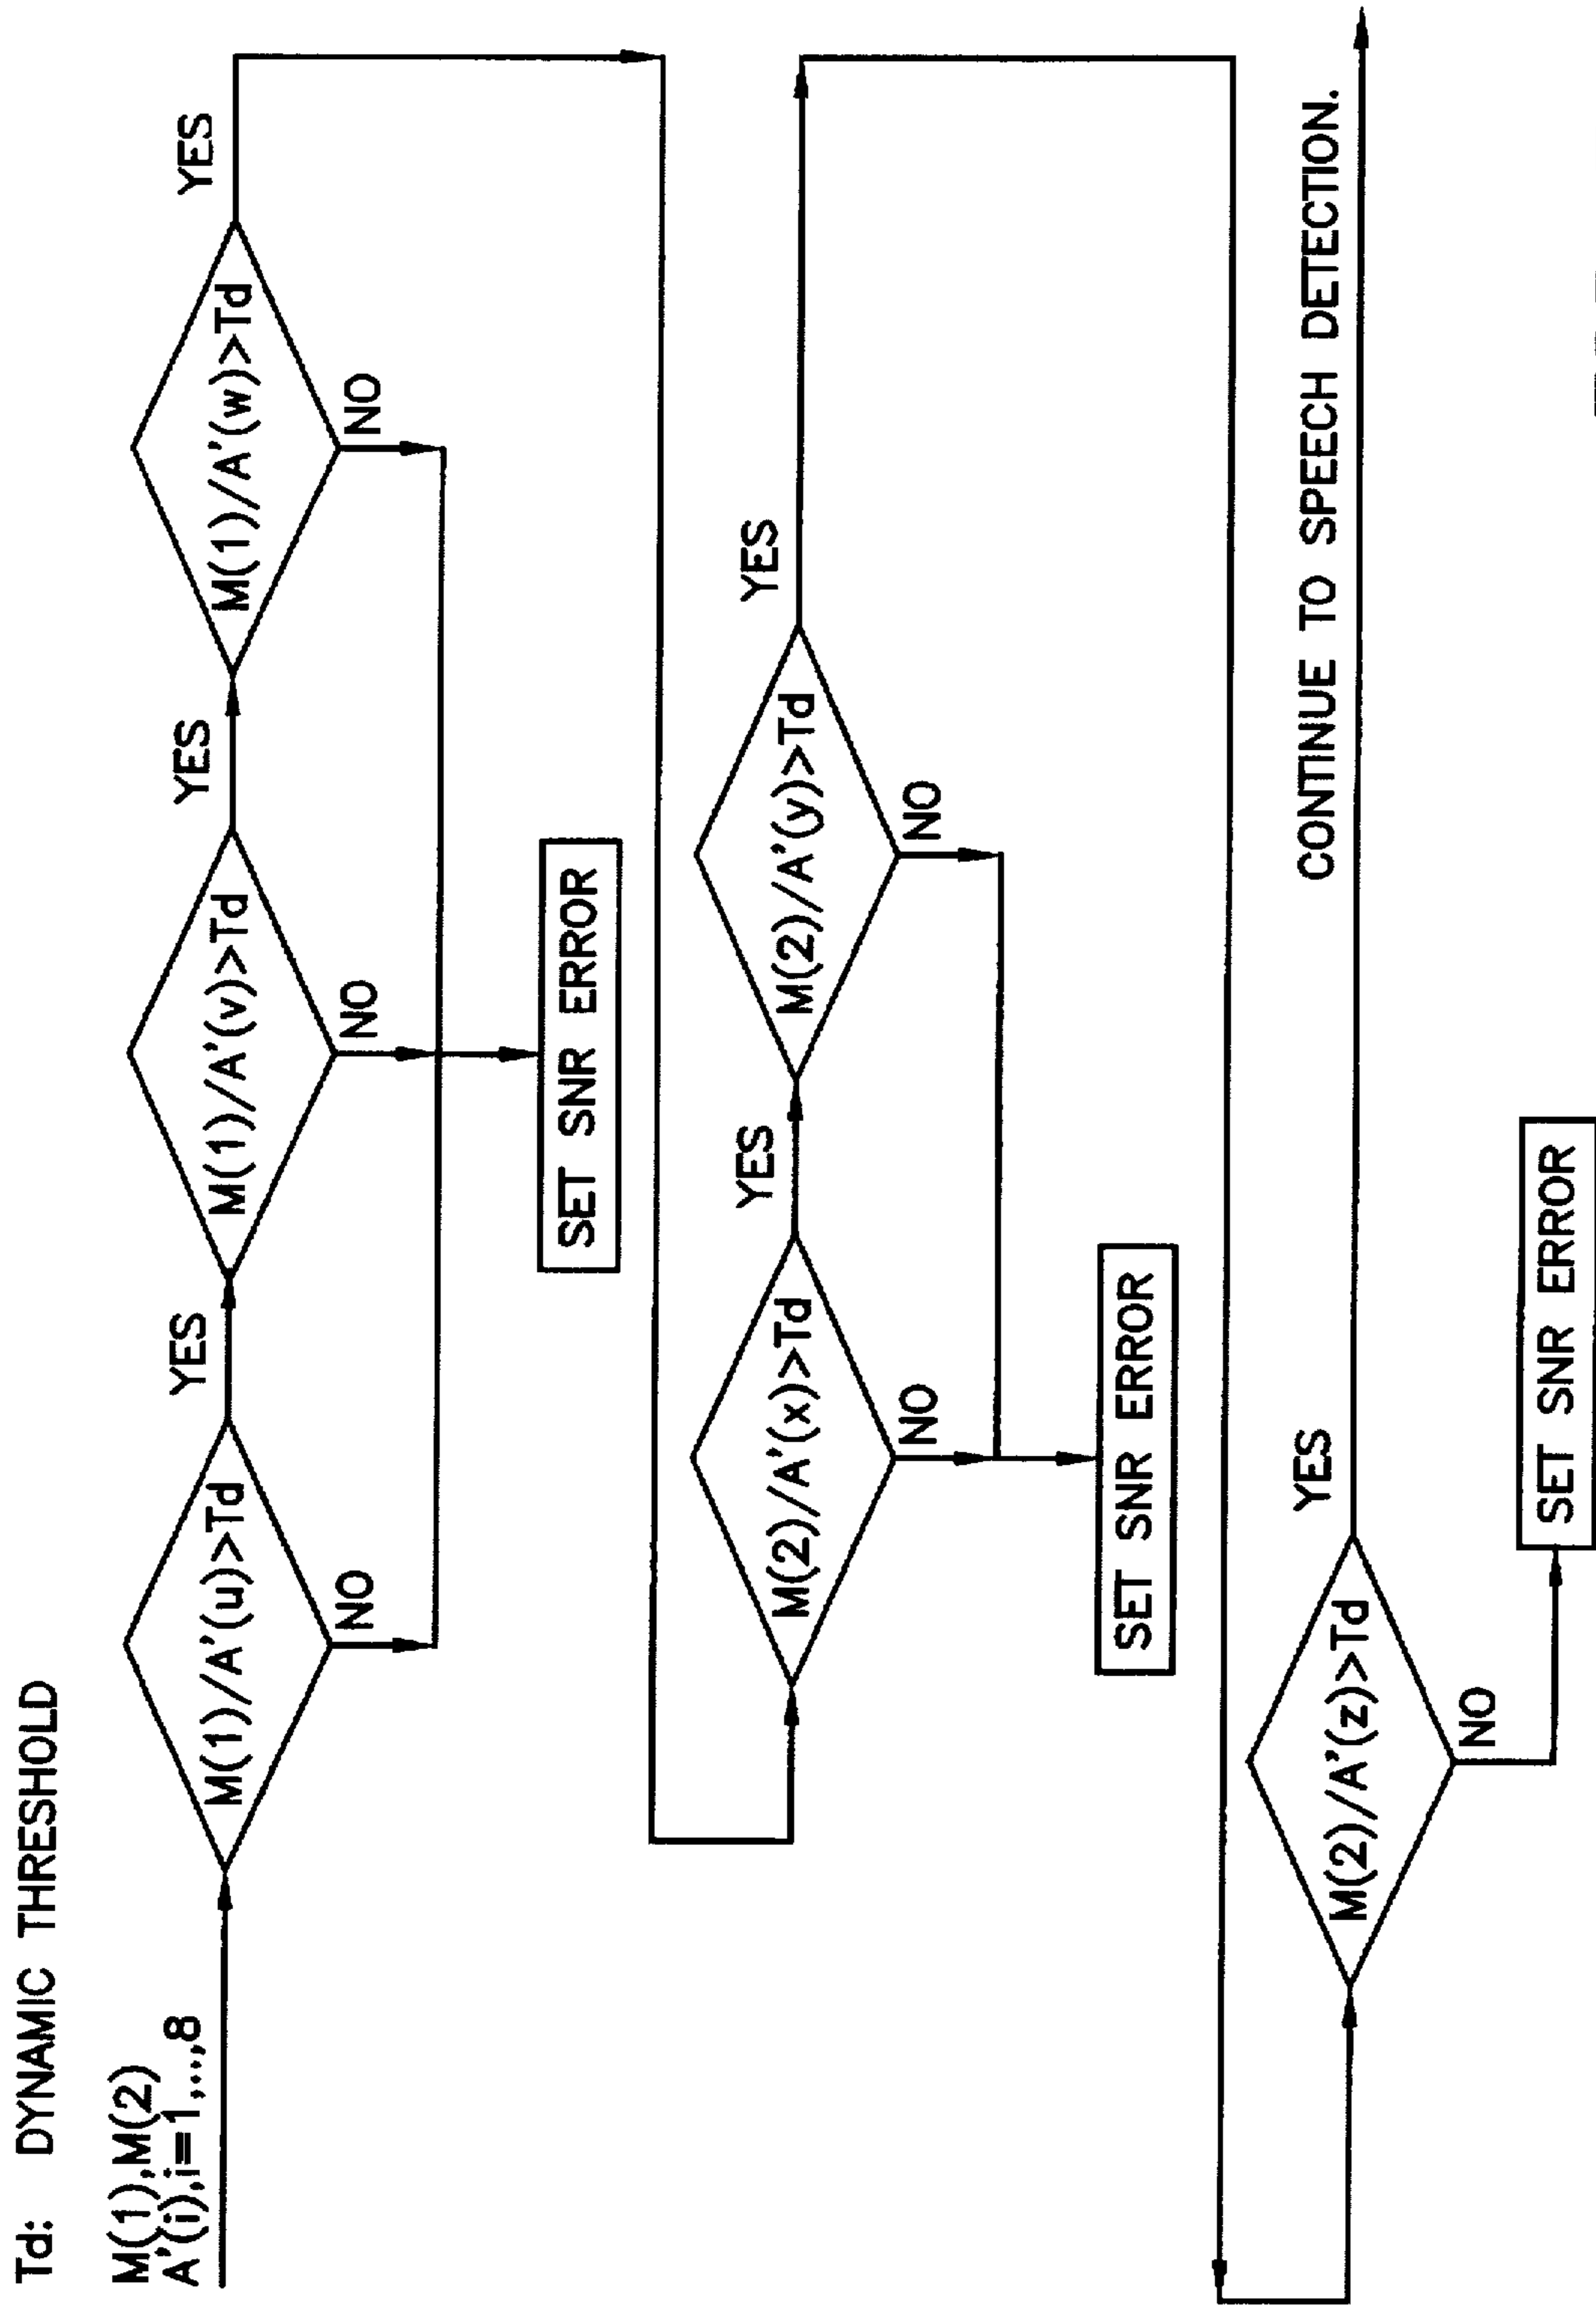 Td: DYNAMIC THRESHOLD
M(1),M(2)
A'(i),i=1,..,8
M(1)/A'(u)>Td
YES
NO
M(1)/A'(v)>Td
YES
NO
M(1)/A'(w)>Td
YES
NO
SET SNR ERROR
M(2)/A'(x)>Td
YES
NO
M(2)/A'(y)>Td
YES
NO
SET SNR ERROR
M(2)/A'(z)>Td
YES
NO
CONTINUE TO SPEECH DETECTION.
SET SNR ERROR